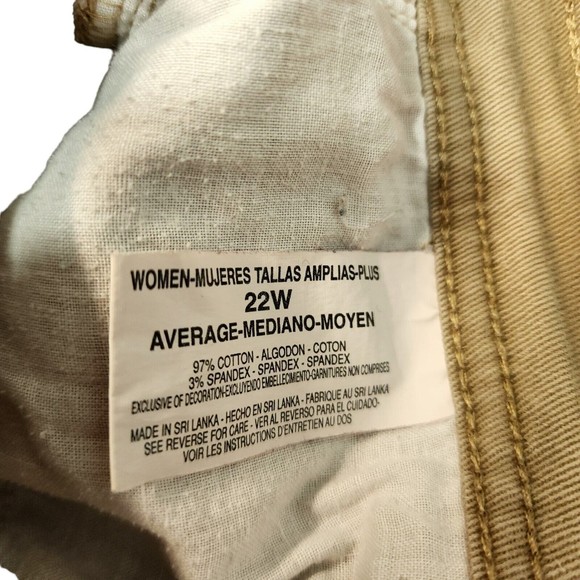 WOMEN-MUJERES TALLAS AMPLIAS-PLUS
22W
AVERAGE-MEDIANO-MOYEN
97% COTTON - ALGODON - COTON
3% SPANDEX - SPANDEX - SPANDEX
EXCLUSIVE OF DECORATION-EXCLUYENDO EMBELLECIMIENTO-GARNITURES NON COMPRISES
MADE IN SRI LANKA - HECHO EN SRI LANKA - FABRIQUE AU SRI LANKA
SEE REVERSE FOR CARE - VER AL REVERSO PARA EL CUIDADO-
VOIR LES INSTRUCTIONS D'ENTRETIEN AU DOS